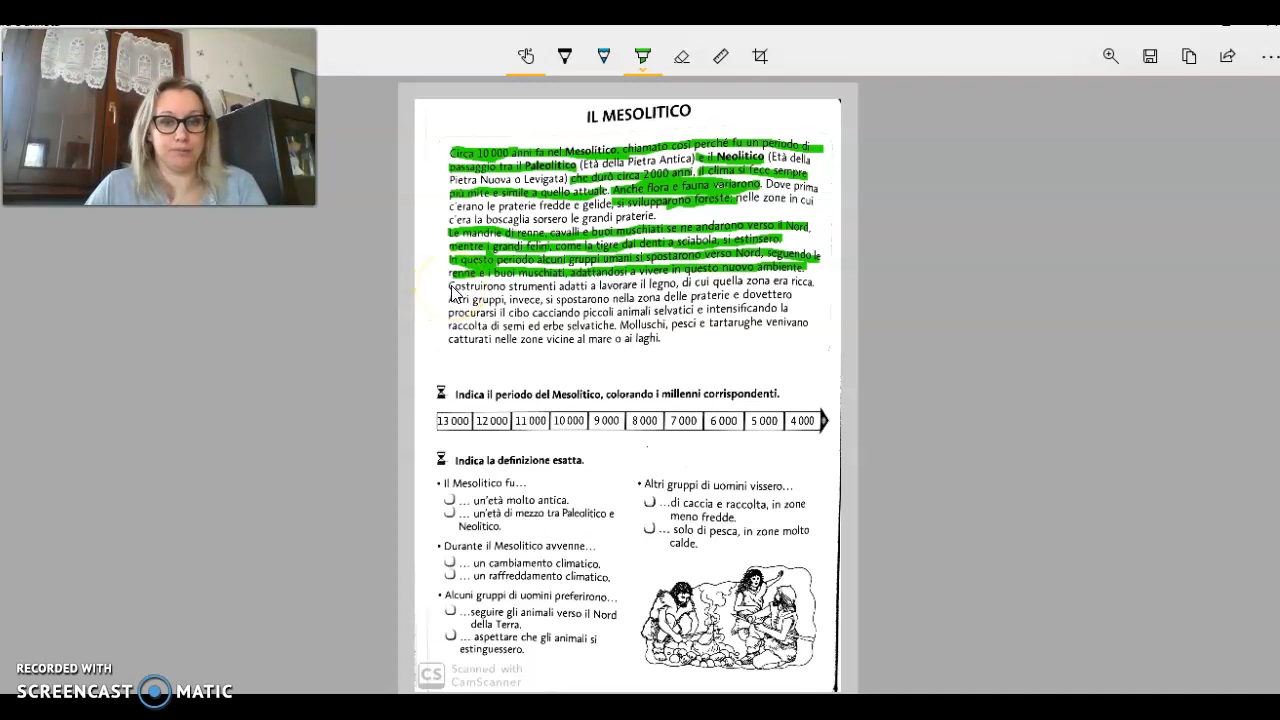 IL MESOLITICO
Circa 10 000 anni fa nel Mesolitico, chiamato così perché fu un periodo di
passaggio tra il Paleolitico (Età della Pietra Antica) e il Neolitico (Età della
Pietra Nuova o Levigata) che durò circa 2 000 anni, il clima si fece sempre
più mite e simile a quello attuale. Anche flora e fauna variarono. Dove prima
c'erano le praterie fredde e gelide, si svilupparono foreste; nelle zone in cui
c'era la boscaglia sorsero le grandi praterie.
Le mandrie di renne, cavalli e buoi muschiati se ne andarono verso il Nord,
mentre i grandi felini, come la tigre dai denti a sciabola, si estinsero.
In questo periodo alcuni gruppi umani si spostarono verso Nord, seguendo le
renne e i buoi muschiati, adattandosi a vivere in questo nuovo ambiente.
Costruirono strumenti adatti a lavorare il legno, di cui quella zona era ricca.
Altri gruppi, invece, si spostarono nella zona delle praterie e dovettero
procurarsi il cibo cacciando piccoli animali selvatici e intensificando la
raccolta di semi ed erbe selvatiche. Molluschi, pesci e tartarughe venivano
catturati nelle zone vicine al mare o ai laghi.
Indica il periodo del Mesolitico, colorando i millenni corrispondenti.
13 000 12 000 11 000 10 000 9 000 8 000 7 000 6 000 5 000 4 000
Indica la definizione esatta.
• Il Mesolitico fu...
... un'età molto antica.
... un'età di mezzo tra Paleolitico e
Neolitico.
• Durante il Mesolitico avvenne...
... un cambiamento climatico.
... un raffreddamento climatico.
• Alcuni gruppi di uomini preferirono...
...seguire gli animali verso il Nord
della Terra.
... aspettare che gli animali si
estinguessero.
• Altri gruppi di uomini vissero...
...di caccia e raccolta, in zone
meno fredde.
... solo di pesca, in zone molto
calde.
CS Scanned with
CamScanner
RECORDED WITH
SCREENCAST MATIC